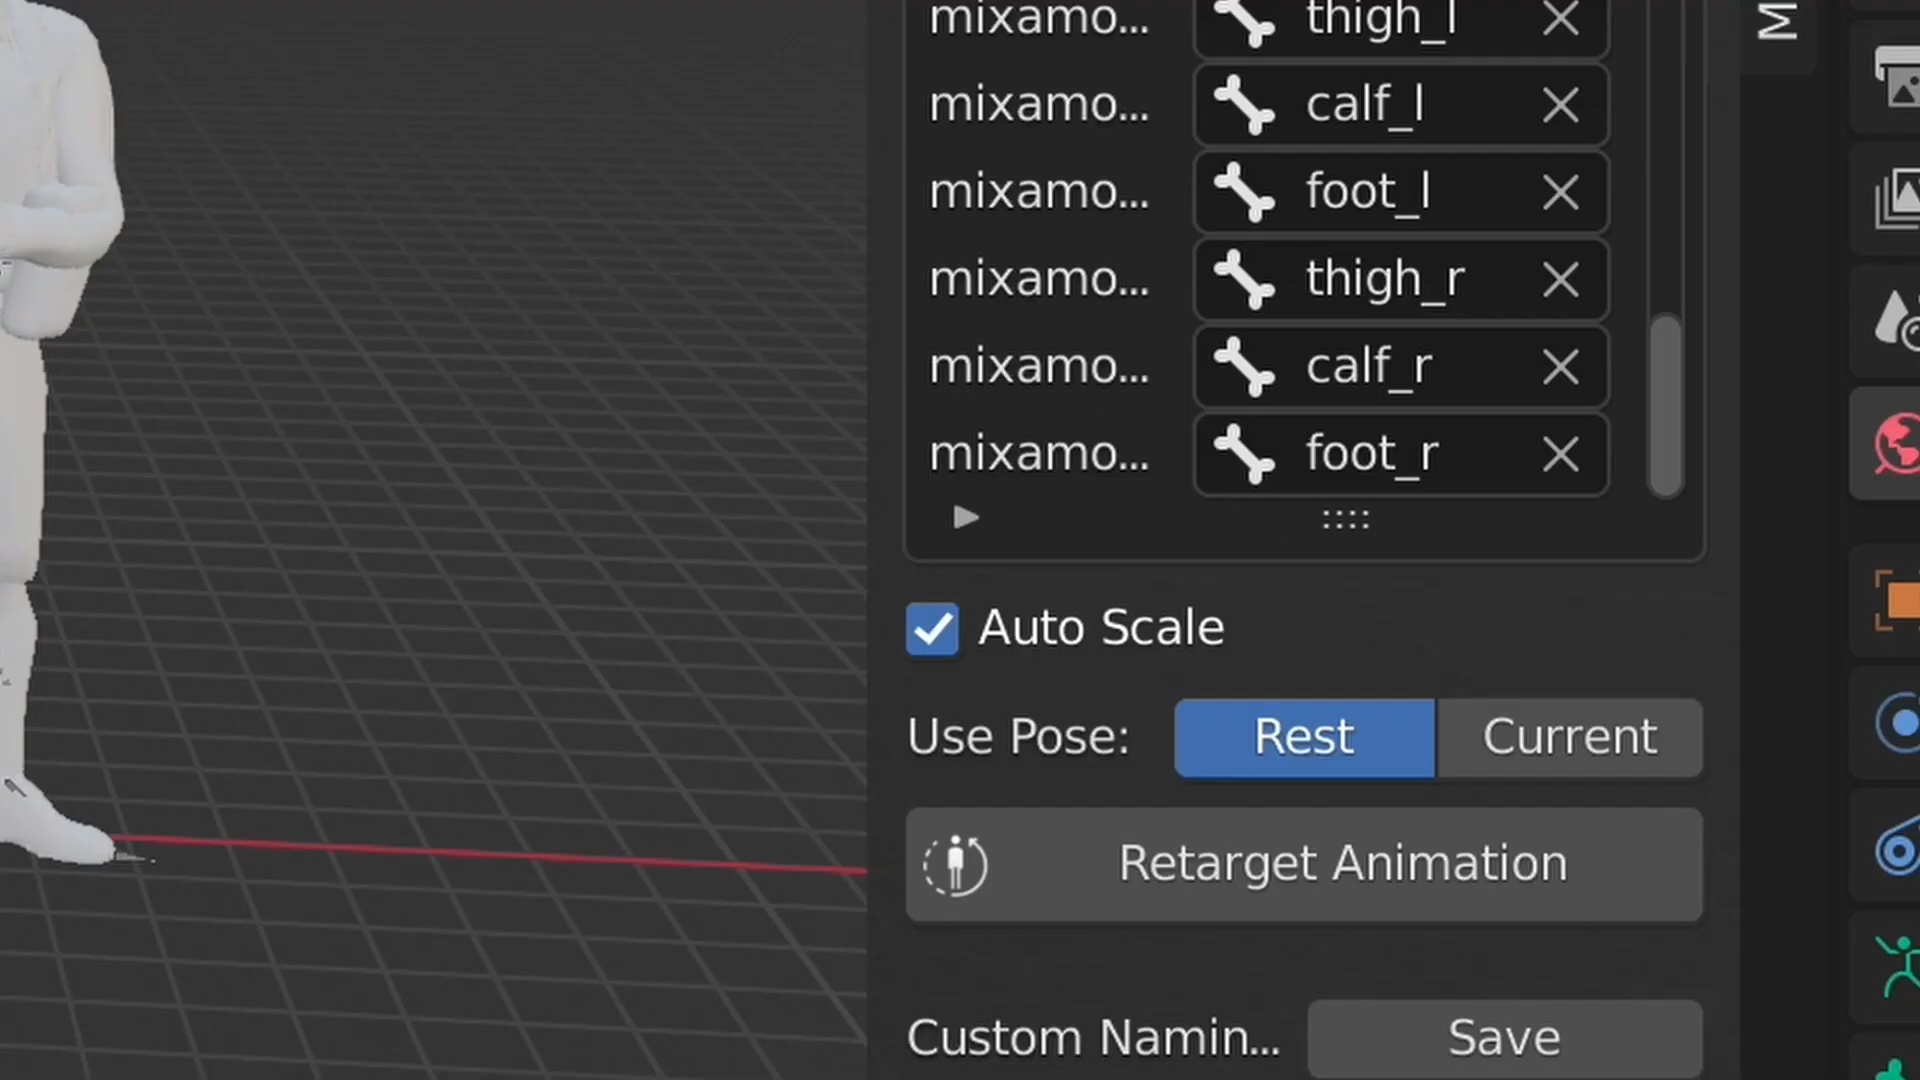 mixamo... thigh_l
mixamo... calf_l
mixamo... foot_l
mixamo... thigh_r
mixamo... calf_r
mixamo... foot_r
Auto Scale
Use Pose: Rest Current
Retarget Animation
Custom Namin... Save
M